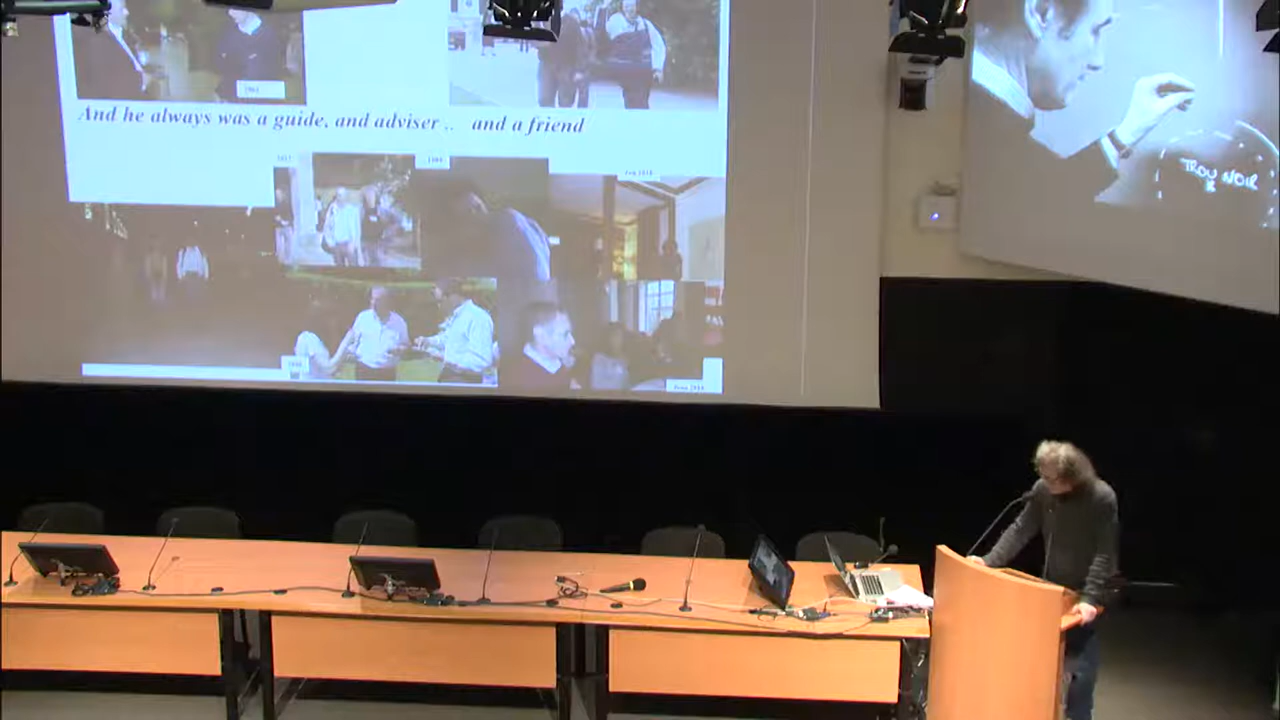 And he always was a guide, and adviser .. and a friend
TROU NOIR